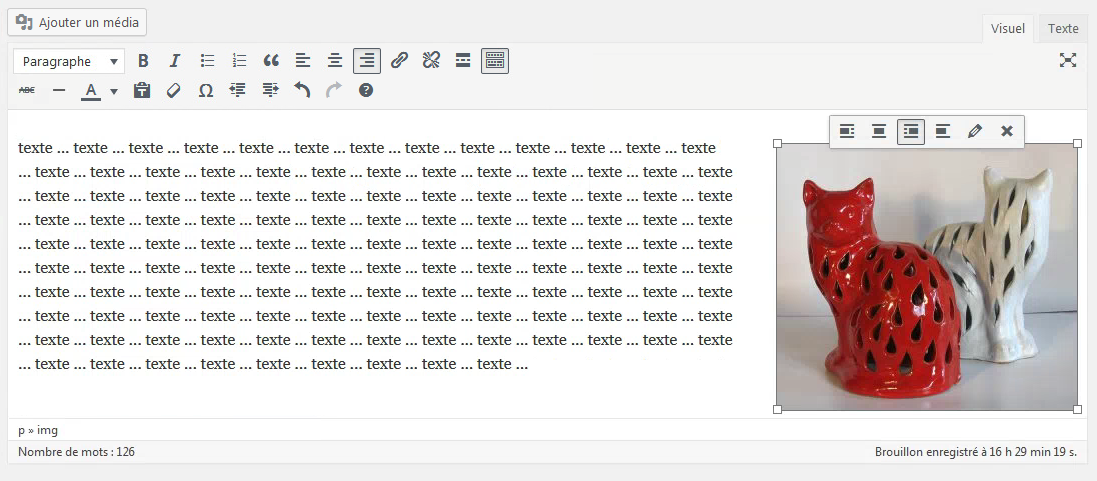 Ajouter un média
Visuel
Texte
Paragraphe
B
I
ABC
A
Ω
?
texte ... texte ... texte ... texte ... texte ... texte ... texte ... texte ... texte ... texte ... texte ... texte ... texte
... texte ... texte ... texte ... texte ... texte ... texte ... texte ... texte ... texte ... texte ... texte ... texte ... texte
... texte ... texte ... texte ... texte ... texte ... texte ... texte ... texte ... texte ... texte ... texte ... texte ... texte
... texte ... texte ... texte ... texte ... texte ... texte ... texte ... texte ... texte ... texte ... texte ... texte ... texte
... texte ... texte ... texte ... texte ... texte ... texte ... texte ... texte ... texte ... texte ... texte ... texte ... texte
... texte ... texte ... texte ... texte ... texte ... texte ... texte ... texte ... texte ... texte ... texte ... texte ... texte
... texte ... texte ... texte ... texte ... texte ... texte ... texte ... texte ... texte ... texte ... texte ... texte ... texte
... texte ... texte ... texte ... texte ... texte ... texte ... texte ... texte ... texte ... texte ... texte ... texte ... texte
... texte ... texte ... texte ... texte ... texte ... texte ... texte ... texte ... texte ... texte ... texte ... texte ... texte
... texte ... texte ... texte ... texte ... texte ... texte ... texte ... texte ... texte ...
p » img
Nombre de mots : 126
Brouillon enregistré à 16 h 29 min 19 s.